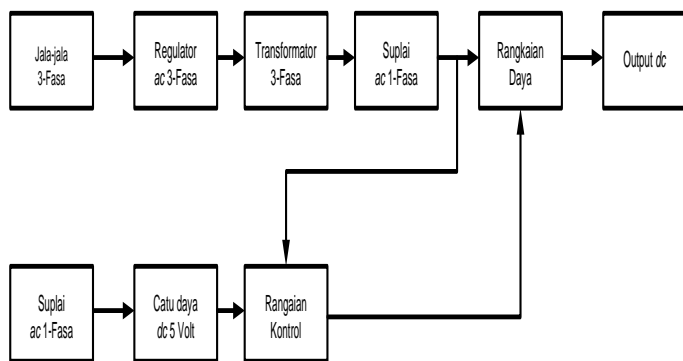 Jala-jala
3-Fasa
Regulator
ac 3-Fasa
Transformator
3-Fasa
Suplai
ac 1-Fasa
Rangkaian
Daya
Output dc
Suplai
ac 1-Fasa
Catu daya
dc 5 Volt
Rangaian
Kontrol